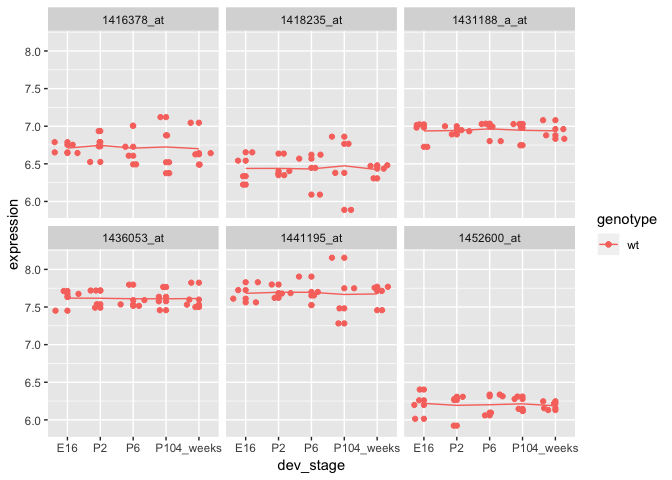 1416378_at 1418235_at 1431188_a_at
8.0
7.5
7.0
6.5
6.0
1436053_at 1441195_at 1452600_at
8.0
7.5
7.0
6.5
6.0
E16 P2 P6 P104_weeks E16 P2 P6 P104_weeks E16 P2 P6 P104_weeks
dev_stage
expression
genotype
wt